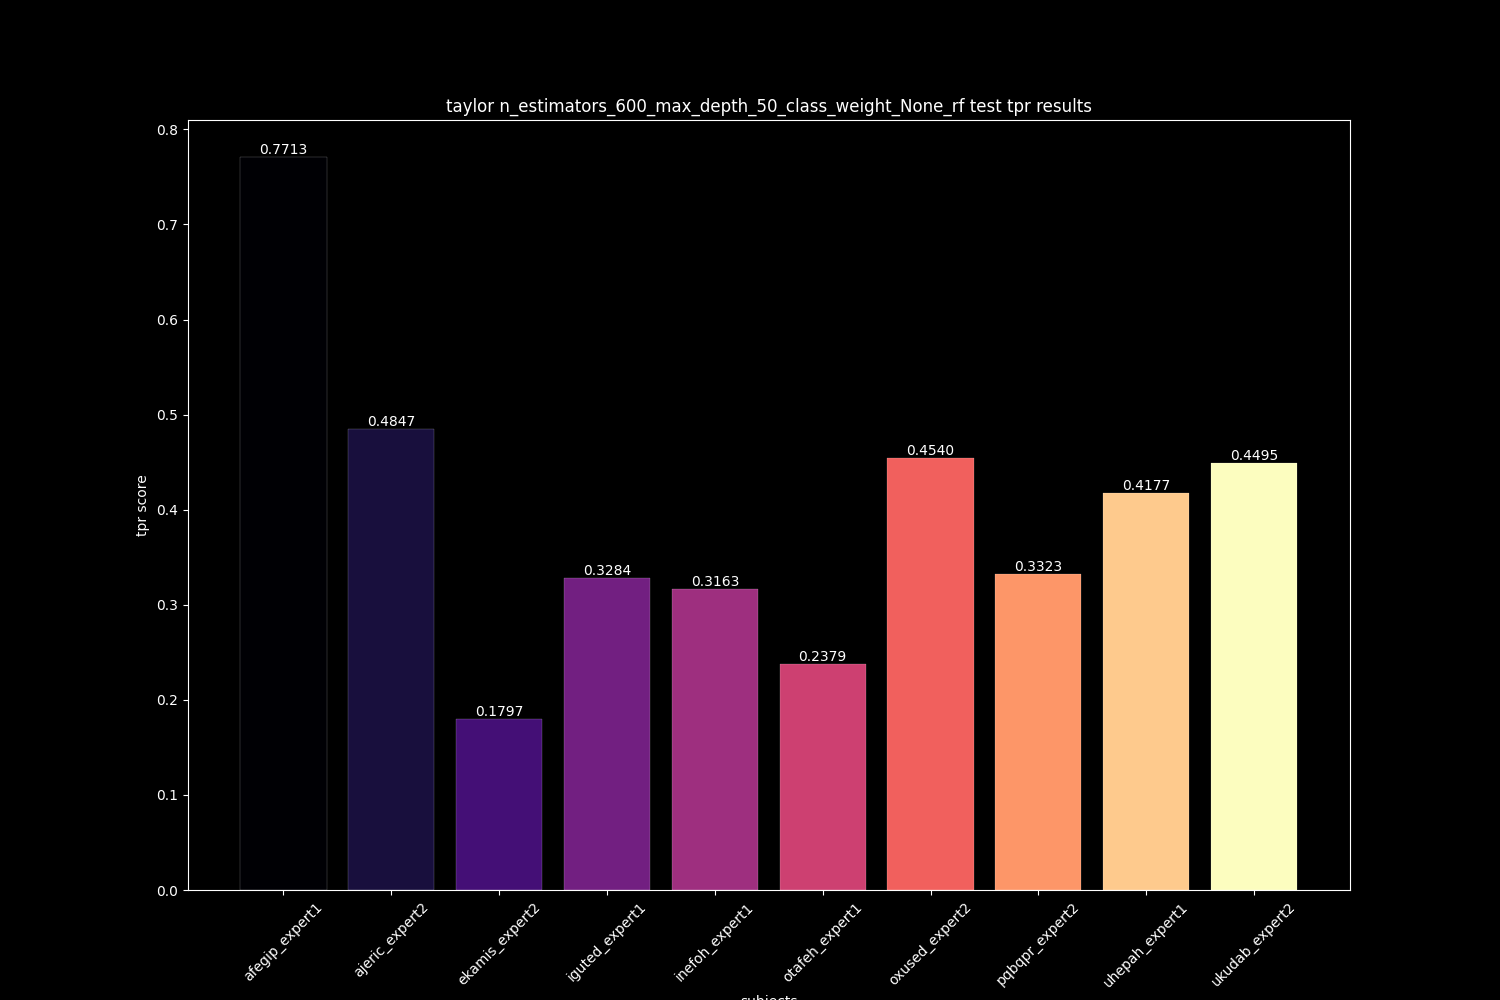 taylor n_estimators_600_max_depth_50_class_weight_None_rf test tpr results
0.8
0.7
0.6
0.5
0.4
0.3
0.2
0.1
0.0
tpr score
0.7713
0.4847
0.1797
0.3284
0.3163
0.2379
0.4540
0.3323
0.4177
0.4495
afegip_expert1
ajeric_expert2
ekamis_expert2
iguted_expert1
inefoh_expert1
otafeh_expert1
oxused_expert2
pqbqpr_expert2
uhepah_expert1
ukudab_expert2
subjects